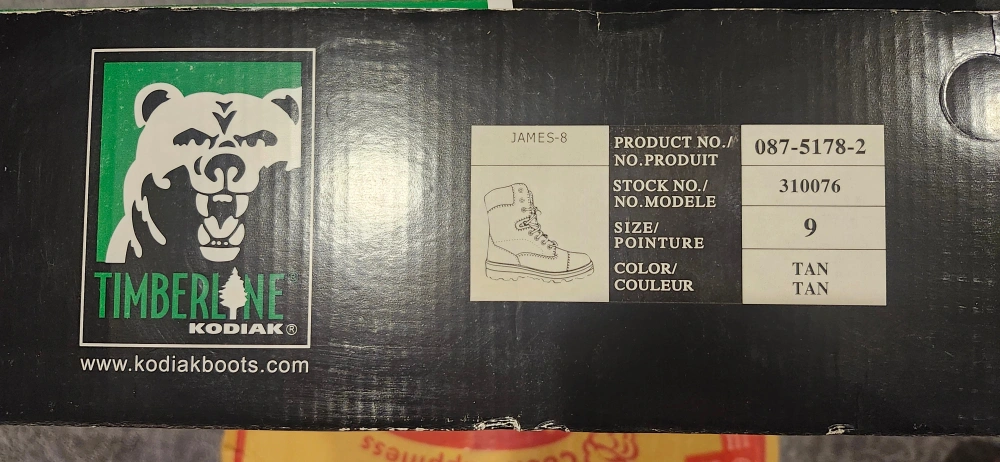 TIMBERLINE®
KODIAK®
www.kodiakboots.com
JAMES-8
PRODUCT NO./
NO.PRODUIT
087-5178-2
STOCK NO./
NO.MODELE
310076
SIZE/
POINTURE
9
COLOR/
COULEUR
TAN
TAN